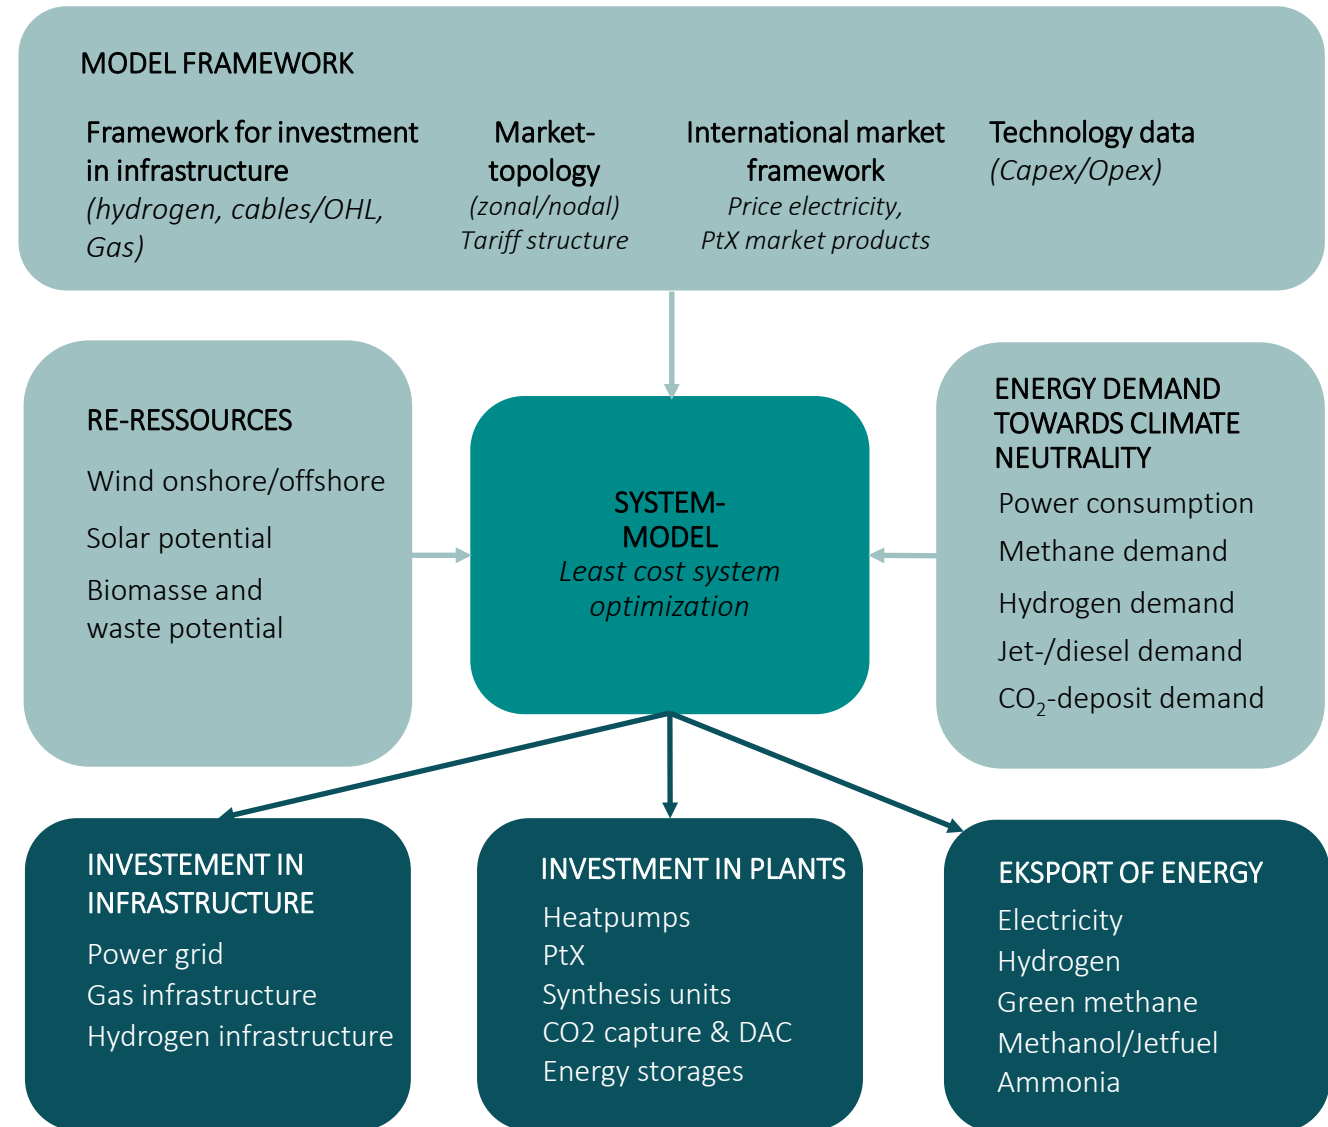 MODEL FRAMEWORK
Framework for investment
in infrastructure
(hydrogen, cables/OHL,
Gas)
Market-
topology
(zonal/nodal)
Tariff structure
International market
framework
Price electricity,
PtX market products
Technology data
(Capex/Opex)
RE-RESSOURCES
Wind onshore/offshore
Solar potential
Biomasse and
waste potential
SYSTEM-
MODEL
Least cost system
optimization
ENERGY DEMAND
TOWARDS CLIMATE
NEUTRALITY
Power consumption
Methane demand
Hydrogen demand
Jet-/diesel demand
CO₂-deposit demand
INVESTEMENT IN
INFRASTRUCTURE
Power grid
Gas infrastructure
Hydrogen infrastructure
INVESTMENT IN PLANTS
Heatpumps
PtX
Synthesis units
CO2 capture & DAC
Energy storages
EKSPORT OF ENERGY
Electricity
Hydrogen
Green methane
Methanol/Jetfuel
Ammonia